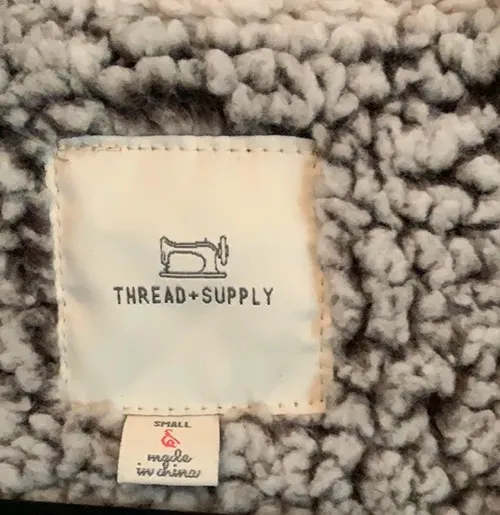 THREAD+SUPPLY
SMALL
&
made
in china